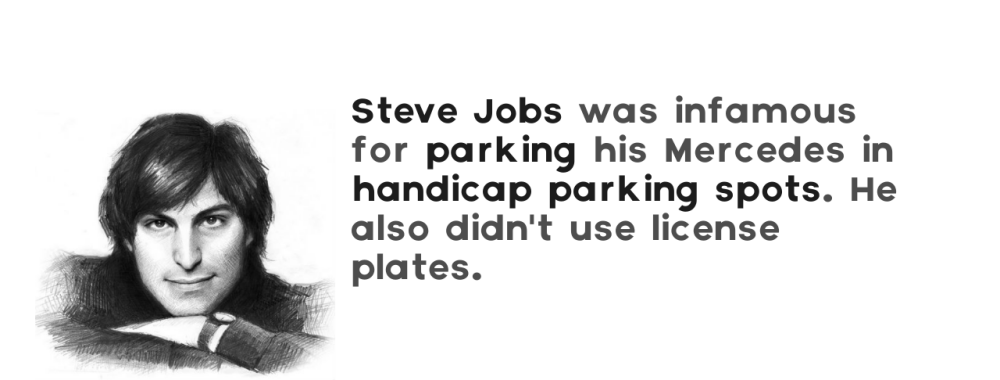 Steve Jobs was infamous
for parking his Mercedes in
handicap parking spots. He
also didn't use license
plates.